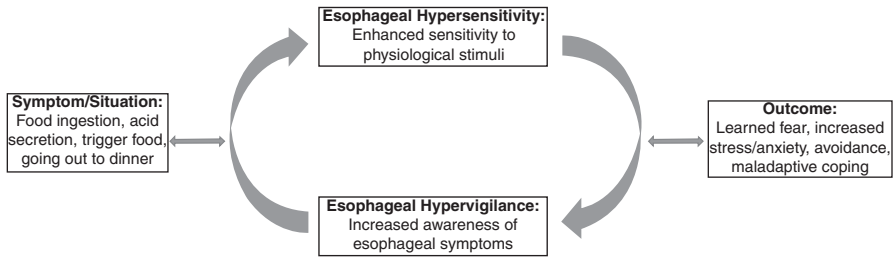 Esophageal Hypersensitivity:
Enhanced sensitivity to
physiological stimuli
Symptom/Situation:
Food ingestion, acid
secretion, trigger food,
going out to dinner
Outcome:
Learned fear, increased
stress/anxiety, avoidance,
maladaptive coping
Esophageal Hypervigilance:
Increased awareness of
esophageal symptoms